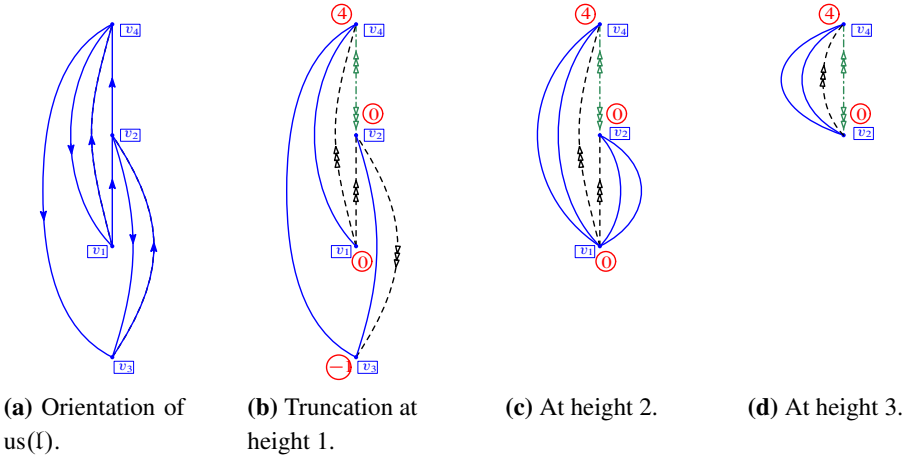 v₄ 4 v₄ 4 v₄ 4 v₄
0 0 0
v₂ v₂ v₂ v₂
v₁ v₁ 0 v₁ 0
v₃ −1 v₃
(a) Orientation of (b) Truncation at (c) At height 2. (d) At height 3.
us(I). height 1.